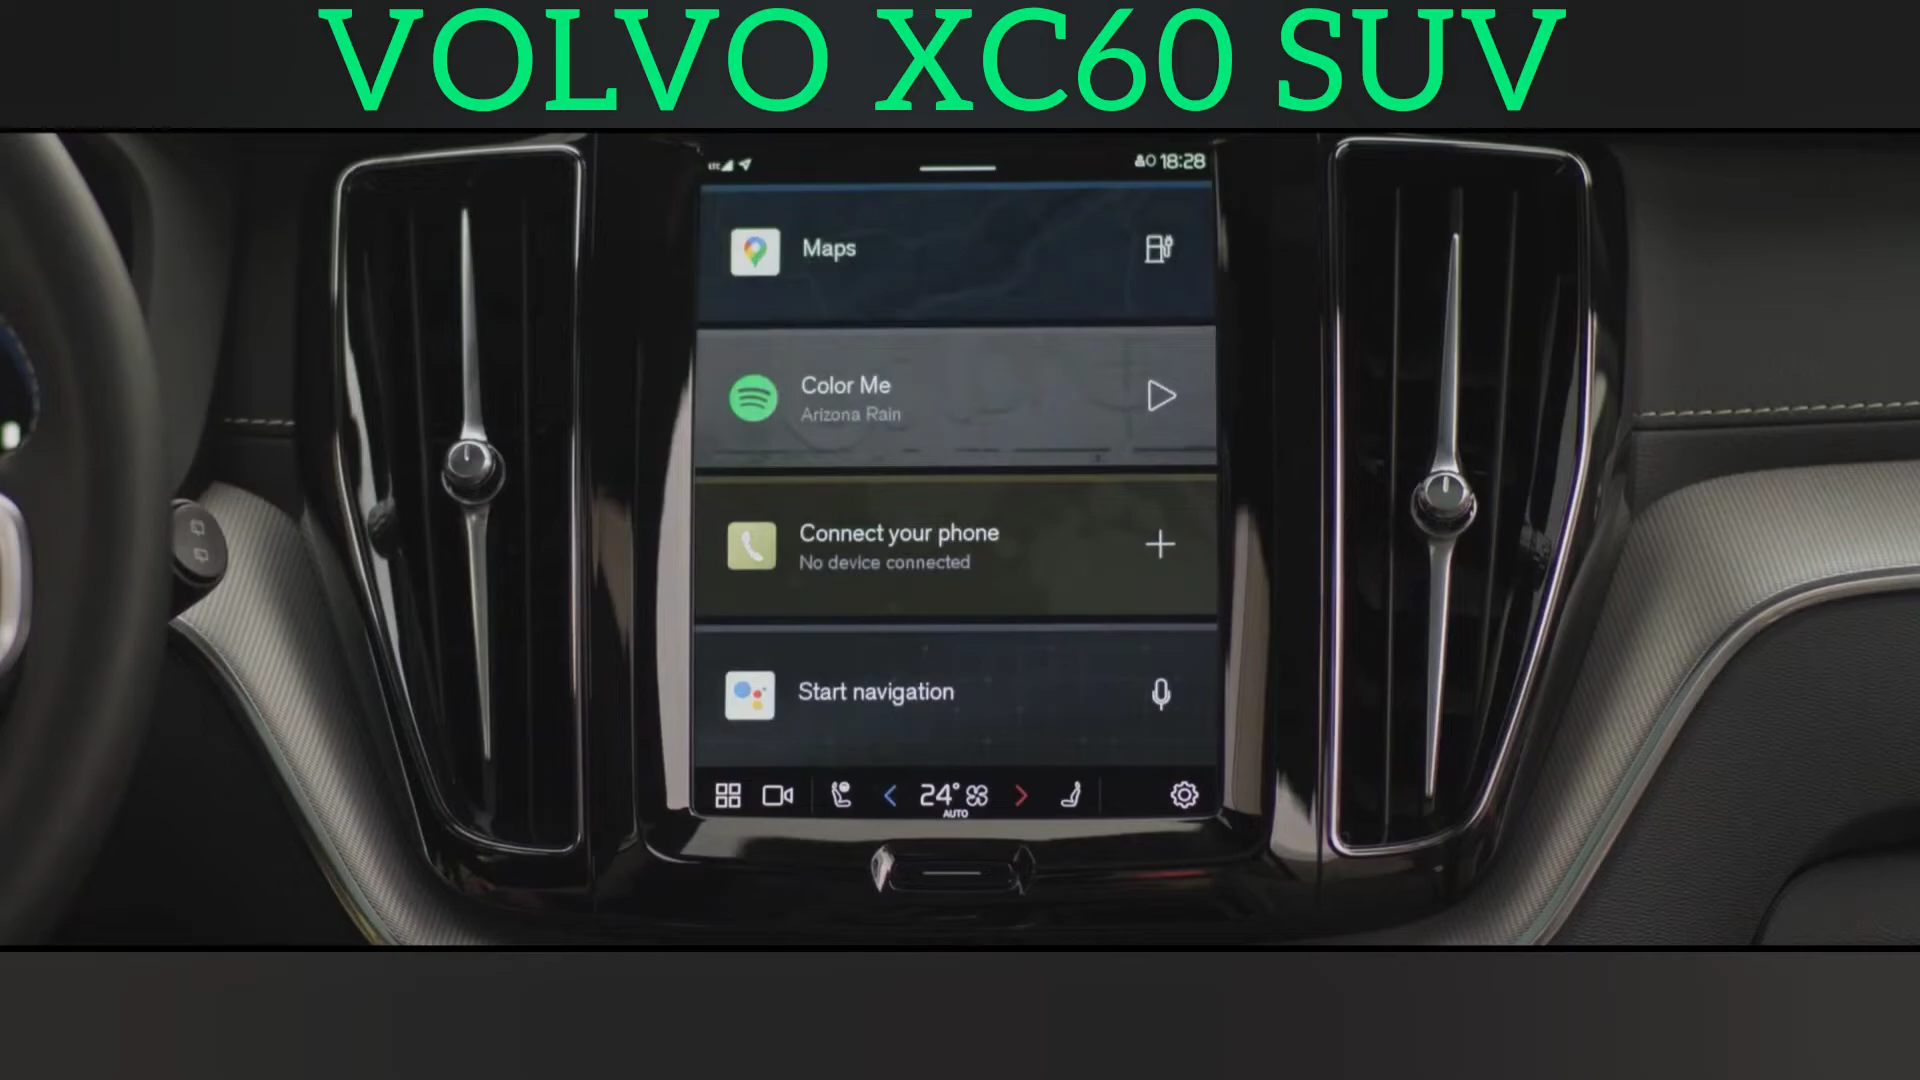 VOLVO XC60 SUV
LTE 18:28
Maps
Color Me
Arizona Rain
Connect your phone
No device connected
Start navigation
24°
AUTO